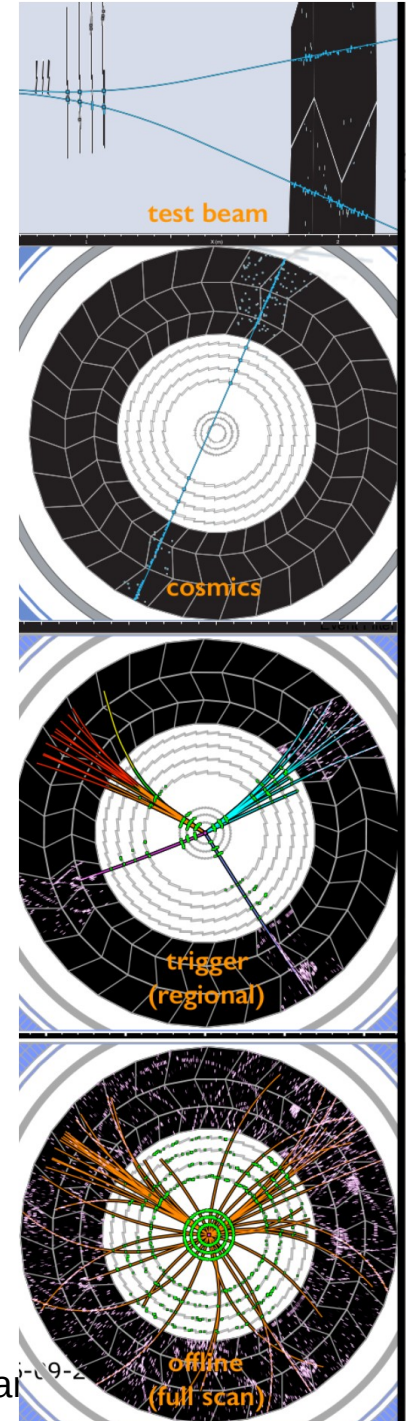 test beam
cosmics
trigger
(regional)
offline
(full scan)